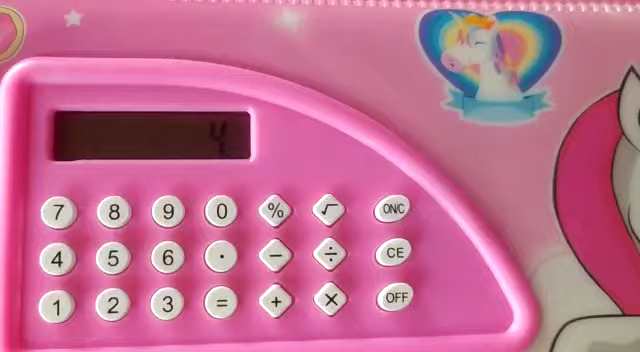 4
7 8 9 0 % √ ON/C
4 5 6 · − ÷ CE
1 2 3 = + × OFF